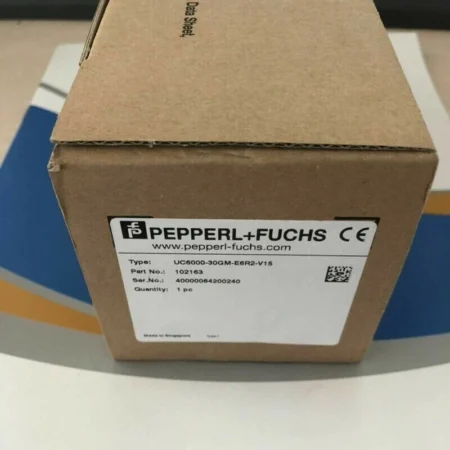 Data Sheet,
PEPPERL+FUCHS CE
www.pepperl-fuchs.com
Type: UC6000-30GM-E6R2-V15
Part No.: 102163
Ser.No.: 40000064200240
Quantity: 1 pc
Made in Singapore